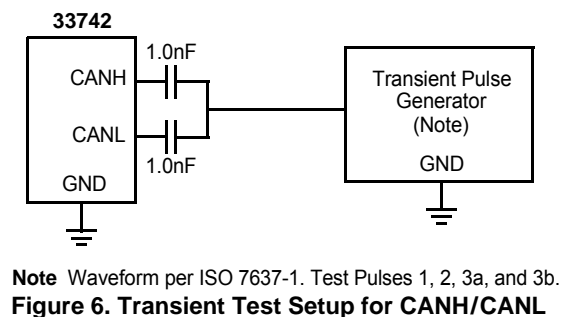 33742
1.0nF
CANH
CANL
1.0nF
GND
Transient Pulse
Generator
(Note)
GND
Note Waveform per ISO 7637-1. Test Pulses 1, 2, 3a, and 3b.
Figure 6. Transient Test Setup for CANH/CANL